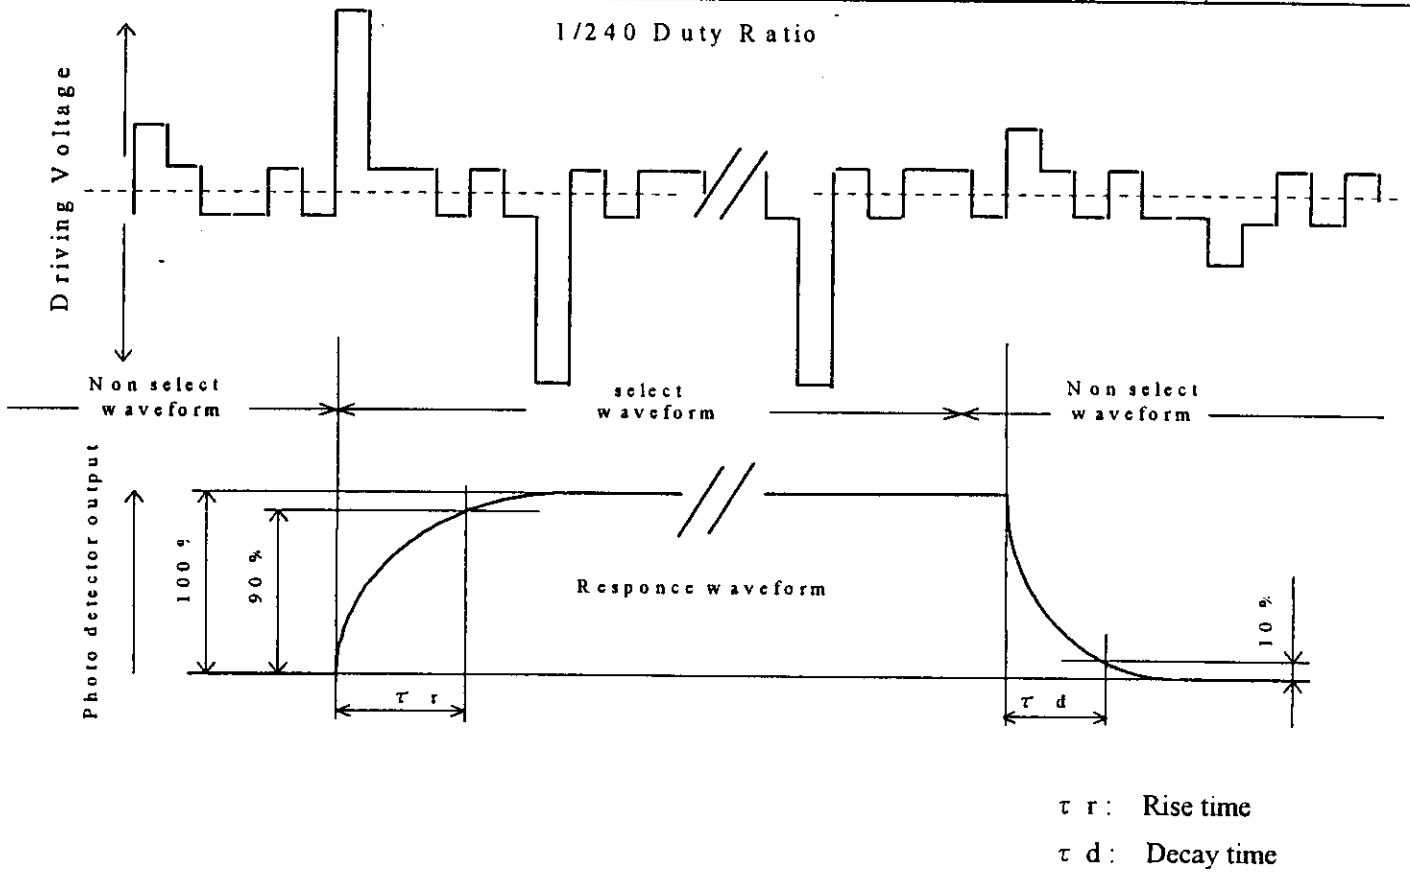 1/240 Duty Ratio
Driving Voltage
Non select
waveform
select
waveform
Non select
waveform
Photo detector output
100%
90%
Responce waveform
10%
τ r
τ d
τ r: Rise time
τ d: Decay time